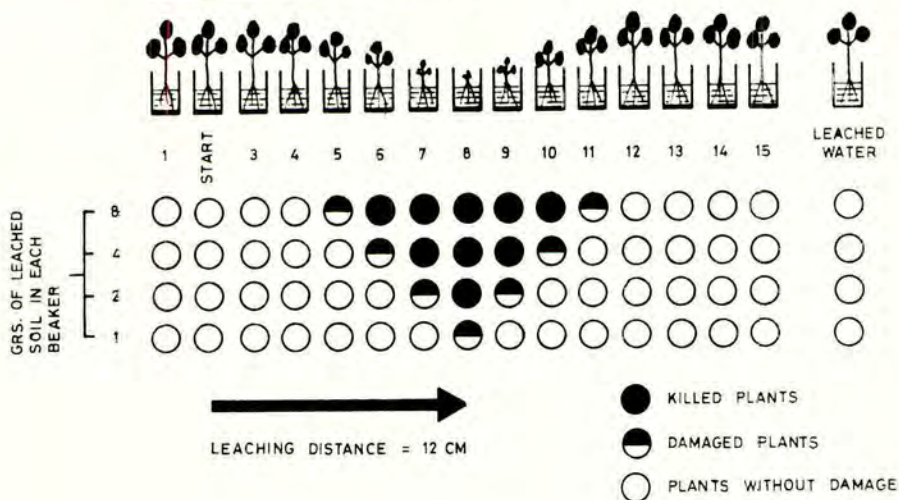 1 START 3 4 5 6 7 8 9 10 11 12 13 14 15
LEACHED
WATER
GRS. OF LEACHED
SOIL IN EACH
BEAKER
8
4
2
1
LEACHING DISTANCE = 12 CM
KILLED PLANTS
DAMAGED PLANTS
PLANTS WITHOUT DAMAGE